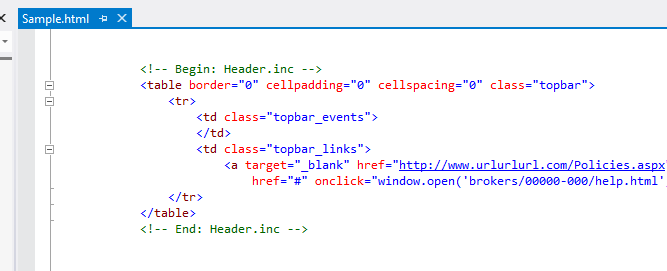 Sample.html
<!-- Begin: Header.inc -->
<table border="0" cellpadding="0" cellspacing="0" class="topbar">
<tr>
<td class="topbar_events">
</td>
<td class="topbar_links">
<a target="_blank" href="http://www.urlurlurl.com/Policies.aspx"
href="#" onclick="window.open('brokers/00000-000/help.html',
</tr>
</table>
<!-- End: Header.inc -->